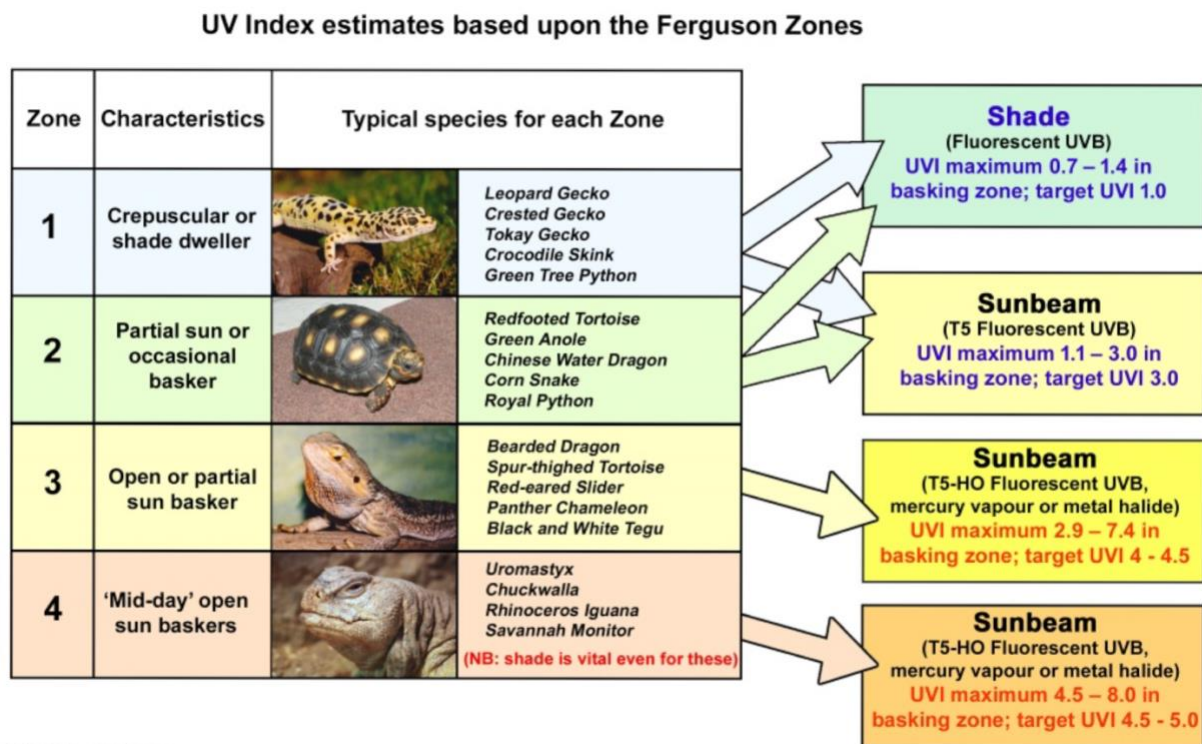 UV Index estimates based upon the Ferguson Zones
Zone
Characteristics
Typical species for each Zone
1
Crepuscular or
shade dweller
Leopard Gecko
Crested Gecko
Tokay Gecko
Crocodile Skink
Green Tree Python
2
Partial sun or
occasional
basker
Redfooted Tortoise
Green Anole
Chinese Water Dragon
Corn Snake
Royal Python
3
Open or partial
sun basker
Bearded Dragon
Spur-thighed Tortoise
Red-eared Slider
Panther Chameleon
Black and White Tegu
4
‘Mid-day’ open
sun baskers
Uromastyx
Chuckwalla
Rhinoceros Iguana
Savannah Monitor
(NB: shade is vital even for these)
Shade
(Fluorescent UVB)
UVI maximum 0.7 – 1.4 in
basking zone; target UVI 1.0
Sunbeam
(T5 Fluorescent UVB)
UVI maximum 1.1 – 3.0 in
basking zone; target UVI 3.0
Sunbeam
(T5-HO Fluorescent UVB,
mercury vapour or metal halide)
UVI maximum 2.9 – 7.4 in
basking zone; target UVI 4 - 4.5
Sunbeam
(T5-HO Fluorescent UVB,
mercury vapour or metal halide)
UVI maximum 4.5 – 8.0 in
basking zone; target UVI 4.5 - 5.0